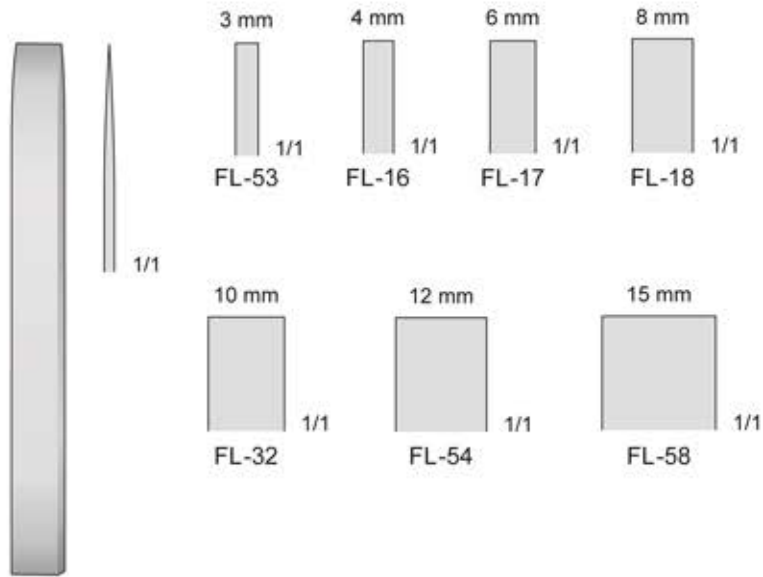 3 mm 4 mm 6 mm 8 mm
1/1 1/1 1/1 1/1
FL-53 FL-16 FL-17 FL-18
1/1
10 mm 12 mm 15 mm
1/1 1/1 1/1
FL-32 FL-54 FL-58